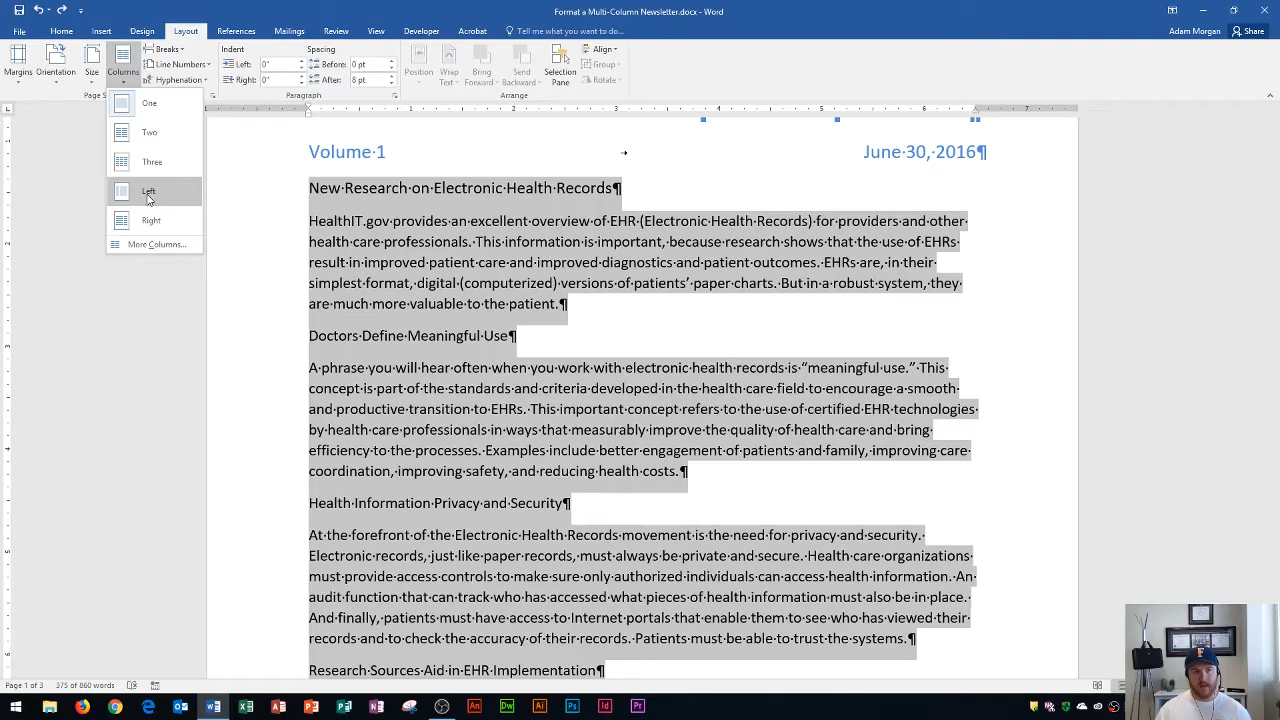 Format a Multi-Column Newsletter.docx - Word
Adam Morgan
Share
File Home Insert Draw Design Layout References Mailings Review View Developer Acrobat Tell me what you want to do...
Margins
Orientation
Size
Columns
Breaks
Line Numbers
Hyphenation
Indent
Left: 0"
Right: 0"
Spacing
Before: 0 pt
After: 8 pt
Paragraph
Position
Wrap Text
Bring Forward
Send Backward
Selection Pane
Align
Group
Rotate
Arrange
Page S
One
Two
Three
Left
Right
More Columns...
1 2 3 4 5 6 7
Volume·1 → June·30,·2016¶
New·Research·on·Electronic·Health·Records¶
HealthIT.gov·provides·an·excellent·overview·of·EHR·(Electronic·Health·Records)·for·providers·and·other·
health·care·professionals.·This·information·is·important,·because·research·shows·that·the·use·of·EHRs·
result·in·improved·patient·care·and·improved·diagnostics·and·patient·outcomes.·EHRs·are,·in·their·
simplest·format,·digital·(computerized)·versions·of·patients’·paper·charts.·But·in·a·robust·system,·they·
are·much·more·valuable·to·the·patient.¶
Doctors·Define·Meaningful·Use¶
A·phrase·you·will·hear·often·when·you·work·with·electronic·health·records·is·“meaningful·use.”·This·
concept·is·part·of·the·standards·and·criteria·developed·in·the·health·care·field·to·encourage·a·smooth·
and·productive·transition·to·EHRs.·This·important·concept·refers·to·the·use·of·certified·EHR·technologies·
by·health·care·professionals·in·ways·that·measurably·improve·the·quality·of·health·care·and·bring·
efficiency·to·the·processes.·Examples·include·better·engagement·of·patients·and·family,·improving·care·
coordination,·improving·safety,·and·reducing·health·costs.¶
Health·Information·Privacy·and·Security¶
At·the·forefront·of·the·Electronic·Health·Records·movement·is·the·need·for·privacy·and·security.·
Electronic·records,·just·like·paper·records,·must·always·be·private·and·secure.·Health·care·organizations·
must·provide·access·controls·to·make·sure·only·authorized·individuals·can·access·health·information.·An·
audit·function·that·can·track·who·has·accessed·what·pieces·of·health·information·must·also·be·in·place.·
And·finally,·patients·must·have·access·to·Internet·portals·that·enable·them·to·see·who·has·viewed·their·
records·and·to·check·the·accuracy·of·their·records.·Patients·must·be·able·to·trust·the·systems.¶
Research·Sources·Aid·in·EHR·Implementation¶
Page 1 of 3 375 of 860 words